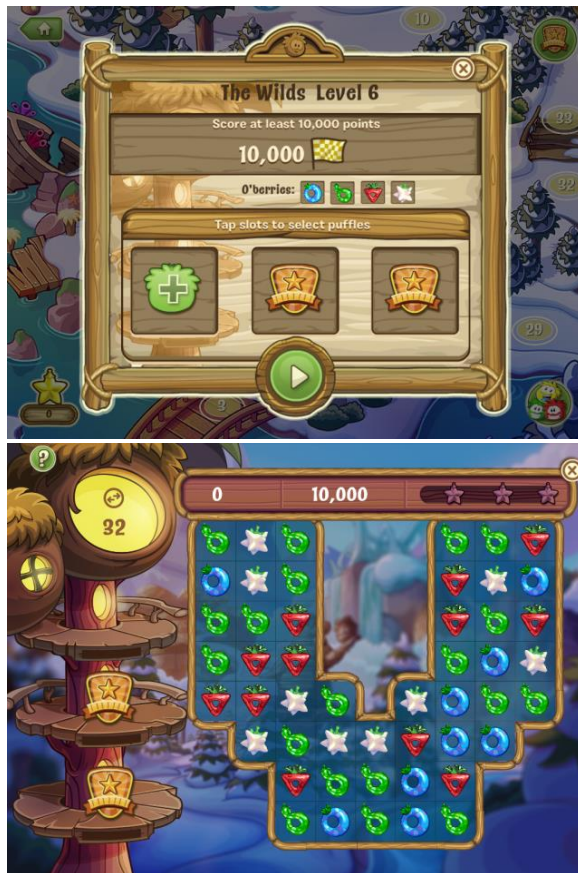 10
The Wilds Level 6
Score at least 10,000 points
10,000
33
O'berries:
32
Tap slots to select puffles
29
0
3
?
0 10,000
32